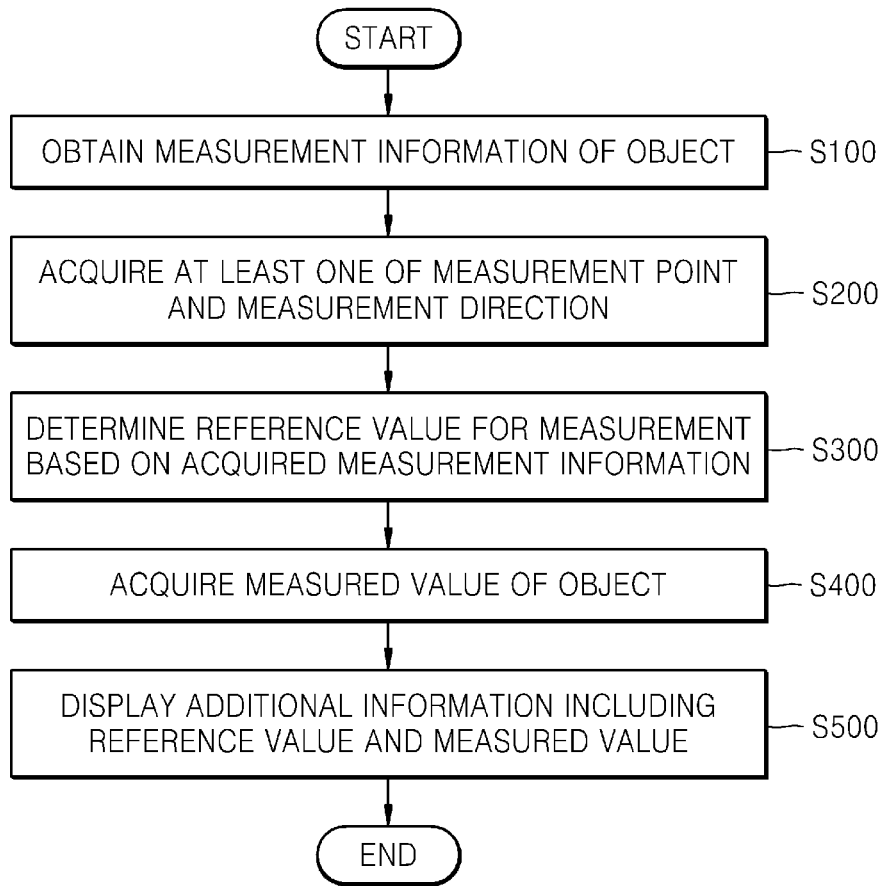 START
OBTAIN MEASUREMENT INFORMATION OF OBJECT
S100
ACQUIRE AT LEAST ONE OF MEASUREMENT POINT
AND MEASUREMENT DIRECTION
S200
DETERMINE REFERENCE VALUE FOR MEASUREMENT
BASED ON ACQUIRED MEASUREMENT INFORMATION
S300
ACQUIRE MEASURED VALUE OF OBJECT
S400
DISPLAY ADDITIONAL INFORMATION INCLUDING
REFERENCE VALUE AND MEASURED VALUE
S500
END